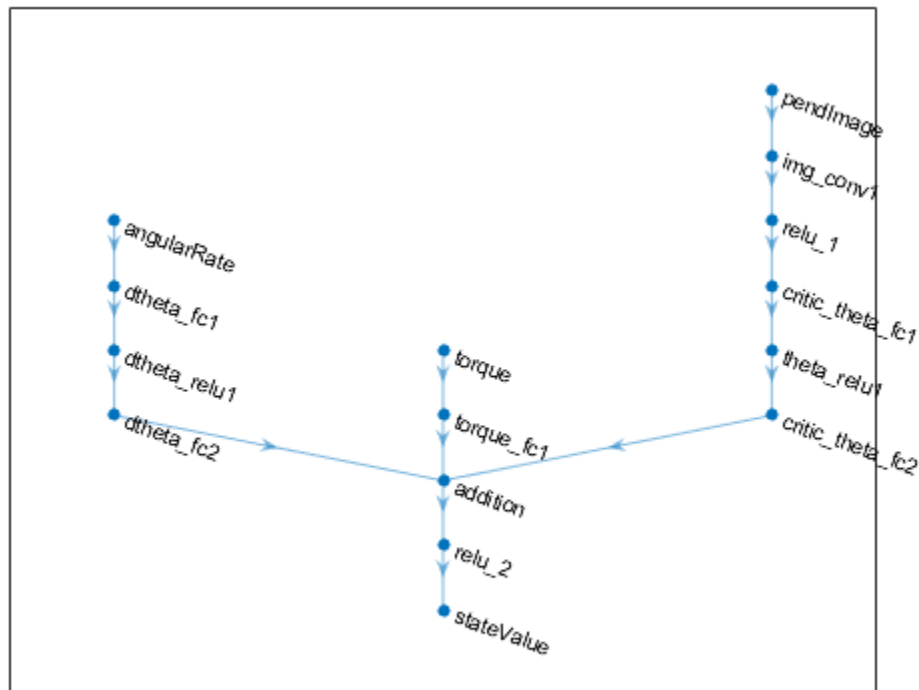 pendImage
img_conv1
relu_1
critic_theta_fc1
theta_relu1
critic_theta_fc2
angularRate
dtheta_fc1
dtheta_relu1
dtheta_fc2
torque
torque_fc1
addition
relu_2
stateValue